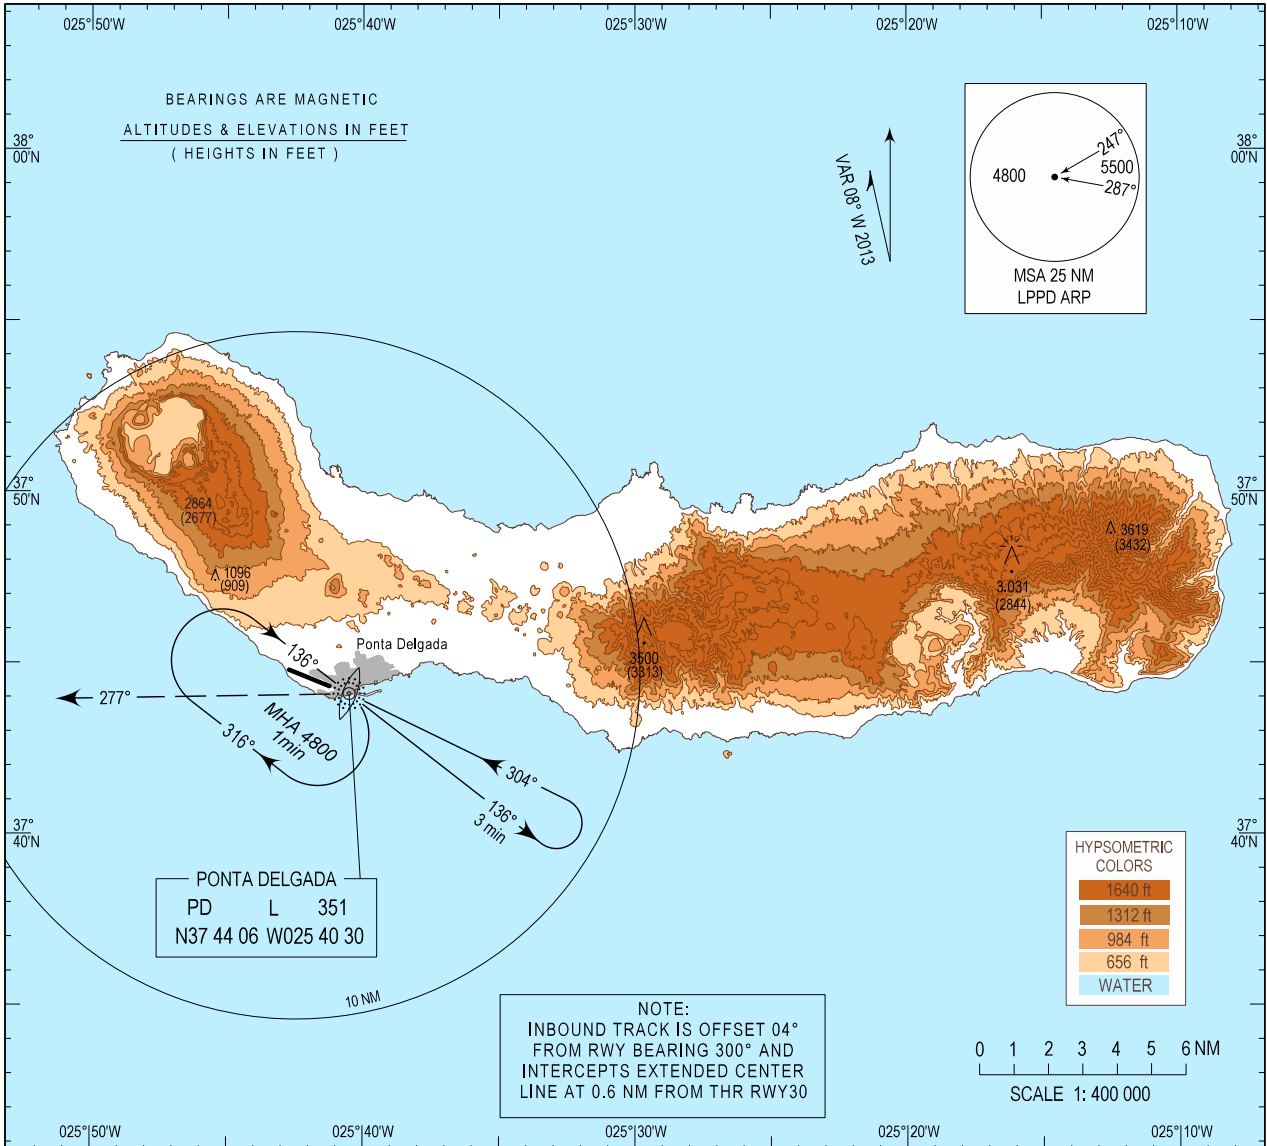 025°50'W
025°40'W
025°30'W
025°20'W
025°10'W
BEARINGS ARE MAGNETIC
ALTITUDES & ELEVATIONS IN FEET
( HEIGHTS IN FEET )
38°
00'N
38°
00'N
VAR 08° W 2013
4800
247°
5500
287°
MSA 25 NM
LPPD ARP
37°
50'N
37°
50'N
2864
(2677)
1096
(909)
3619
(3432)
3.031
(2844)
3500
(3313)
Ponta Delgada
136°
277°
MHA 4800
1min
316°
304°
136°
3 min
37°
40'N
37°
40'N
PONTA DELGADA
PD L 351
N37 44 06 W025 40 30
10 NM
HYPSOMETRIC
COLORS
1640 ft
1312 ft
984 ft
656 ft
WATER
NOTE:
INBOUND TRACK IS OFFSET 04°
FROM RWY BEARING 300° AND
INTERCEPTS EXTENDED CENTER
LINE AT 0.6 NM FROM THR RWY30
0 1 2 3 4 5 6 NM
SCALE 1: 400 000
025°50'W
025°40'W
025°30'W
025°20'W
025°10'W